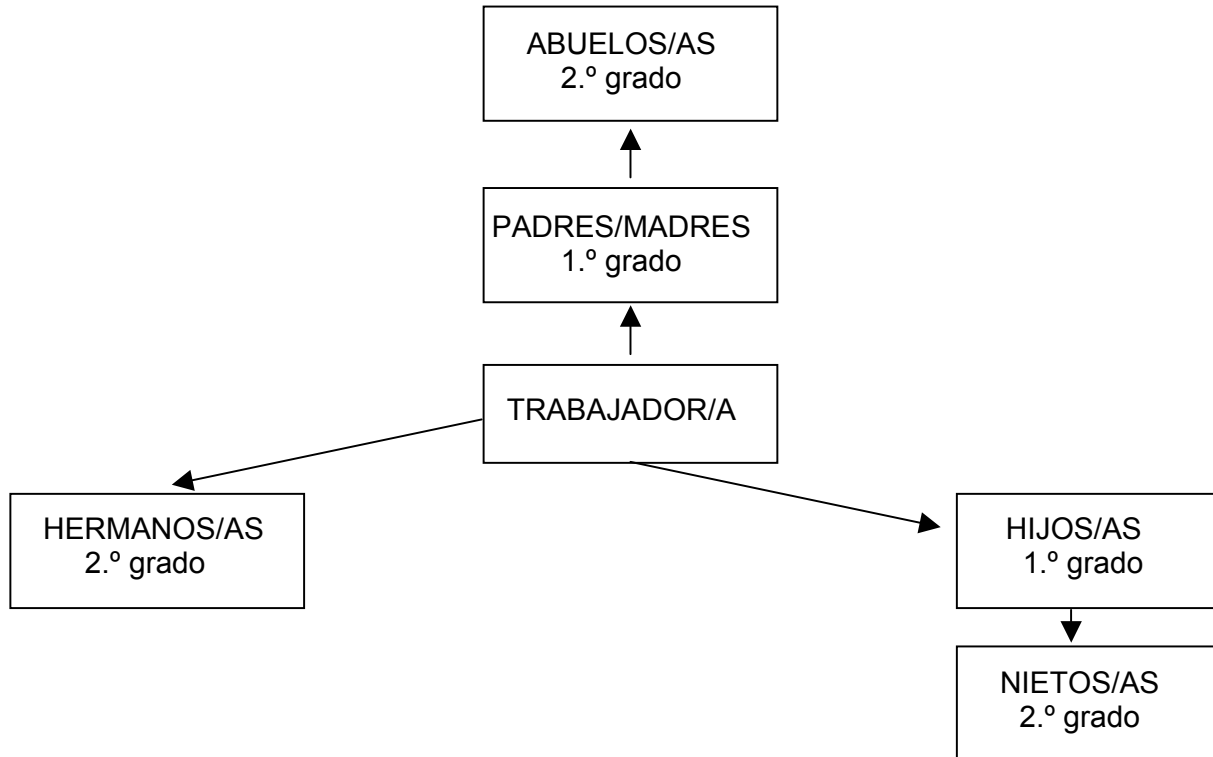 ABUELOS/AS
2.º grado
PADRES/MADRES
1.º grado
TRABAJADOR/A
HERMANOS/AS
2.º grado
HIJOS/AS
1.º grado
NIETOS/AS
2.º grado